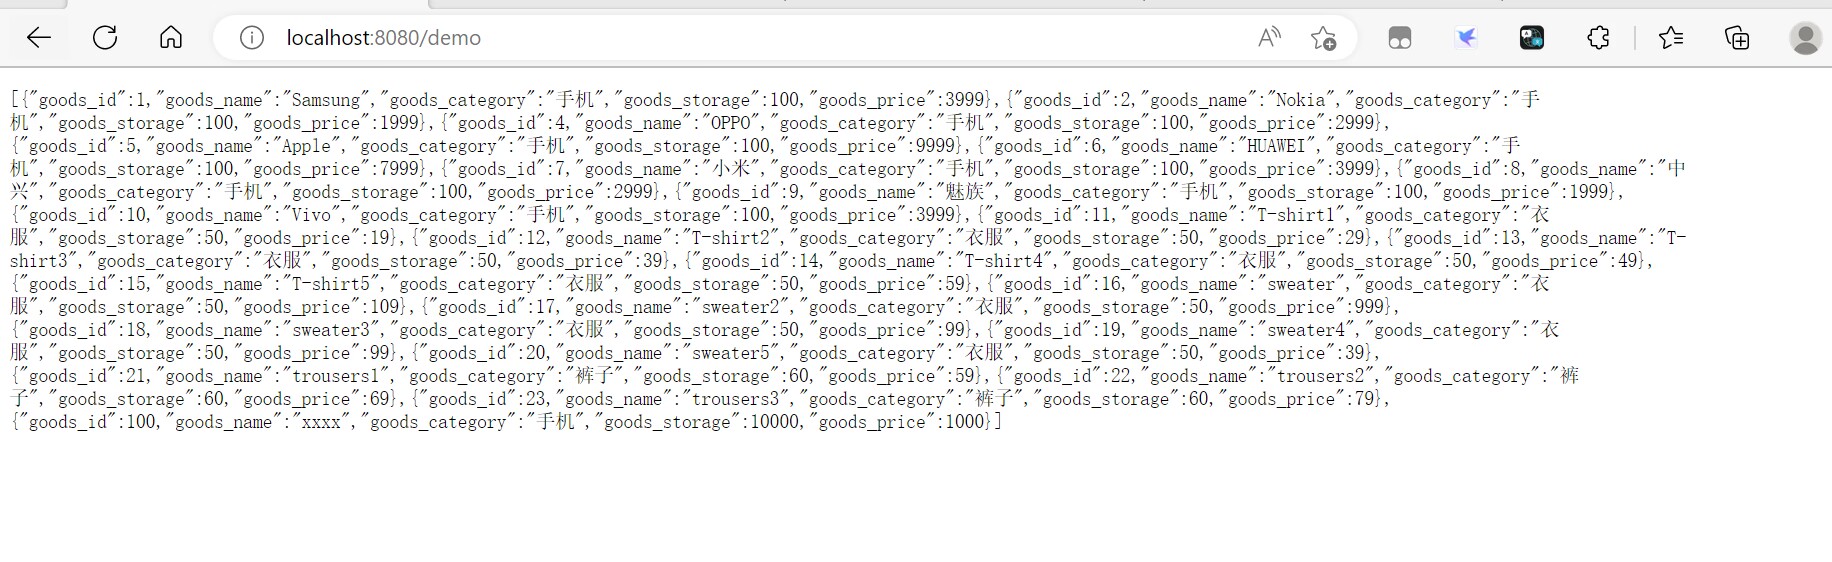 localhost:8080/demo
[{"goods_id":1,"goods_name":"Samsung","goods_category":"手机","goods_storage":100,"goods_price":3999},{"goods_id":2,"goods_name":"Nokia","goods_category":"手
机","goods_storage":100,"goods_price":1999},{"goods_id":4,"goods_name":"OPPO","goods_category":"手机","goods_storage":100,"goods_price":2999},
{"goods_id":5,"goods_name":"Apple","goods_category":"手机","goods_storage":100,"goods_price":9999},{"goods_id":6,"goods_name":"HUAWEI","goods_category":"手
机","goods_storage":100,"goods_price":7999},{"goods_id":7,"goods_name":"小米","goods_category":"手机","goods_storage":100,"goods_price":3999},{"goods_id":8,"goods_name":"中
兴","goods_category":"手机","goods_storage":100,"goods_price":2999},{"goods_id":9,"goods_name":"魅族","goods_category":"手机","goods_storage":100,"goods_price":1999},
{"goods_id":10,"goods_name":"Vivo","goods_category":"手机","goods_storage":100,"goods_price":3999},{"goods_id":11,"goods_name":"T-shirt1","goods_category":"衣
服","goods_storage":50,"goods_price":19},{"goods_id":12,"goods_name":"T-shirt2","goods_category":"衣服","goods_storage":50,"goods_price":29},{"goods_id":13,"goods_name":"T-
shirt3","goods_category":"衣服","goods_storage":50,"goods_price":39},{"goods_id":14,"goods_name":"T-shirt4","goods_category":"衣服","goods_storage":50,"goods_price":49},
{"goods_id":15,"goods_name":"T-shirt5","goods_category":"衣服","goods_storage":50,"goods_price":59},{"goods_id":16,"goods_name":"sweater","goods_category":"衣
服","goods_storage":50,"goods_price":109},{"goods_id":17,"goods_name":"sweater2","goods_category":"衣服","goods_storage":50,"goods_price":999},
{"goods_id":18,"goods_name":"sweater3","goods_category":"衣服","goods_storage":50,"goods_price":99},{"goods_id":19,"goods_name":"sweater4","goods_category":"衣
服","goods_storage":50,"goods_price":99},{"goods_id":20,"goods_name":"sweater5","goods_category":"衣服","goods_storage":50,"goods_price":39},
{"goods_id":21,"goods_name":"trousers1","goods_category":"裤子","goods_storage":60,"goods_price":59},{"goods_id":22,"goods_name":"trousers2","goods_category":"裤
子","goods_storage":60,"goods_price":69},{"goods_id":23,"goods_name":"trousers3","goods_category":"裤子","goods_storage":60,"goods_price":79},
{"goods_id":100,"goods_name":"xxxx","goods_category":"手机","goods_storage":10000,"goods_price":1000}]